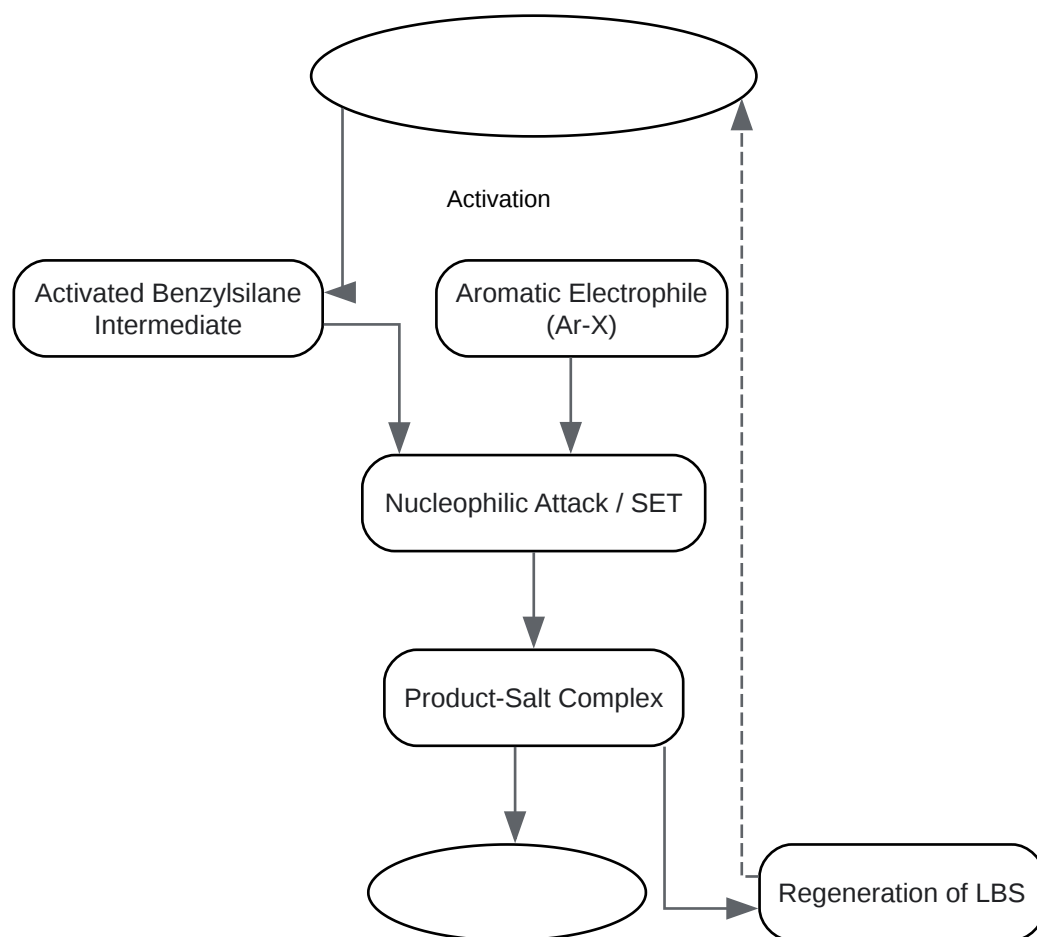 Activation
Activated Benzylsilane
Intermediate
Aromatic Electrophile
(Ar-X)
Nucleophilic Attack / SET
Product-Salt Complex
Regeneration of LBS